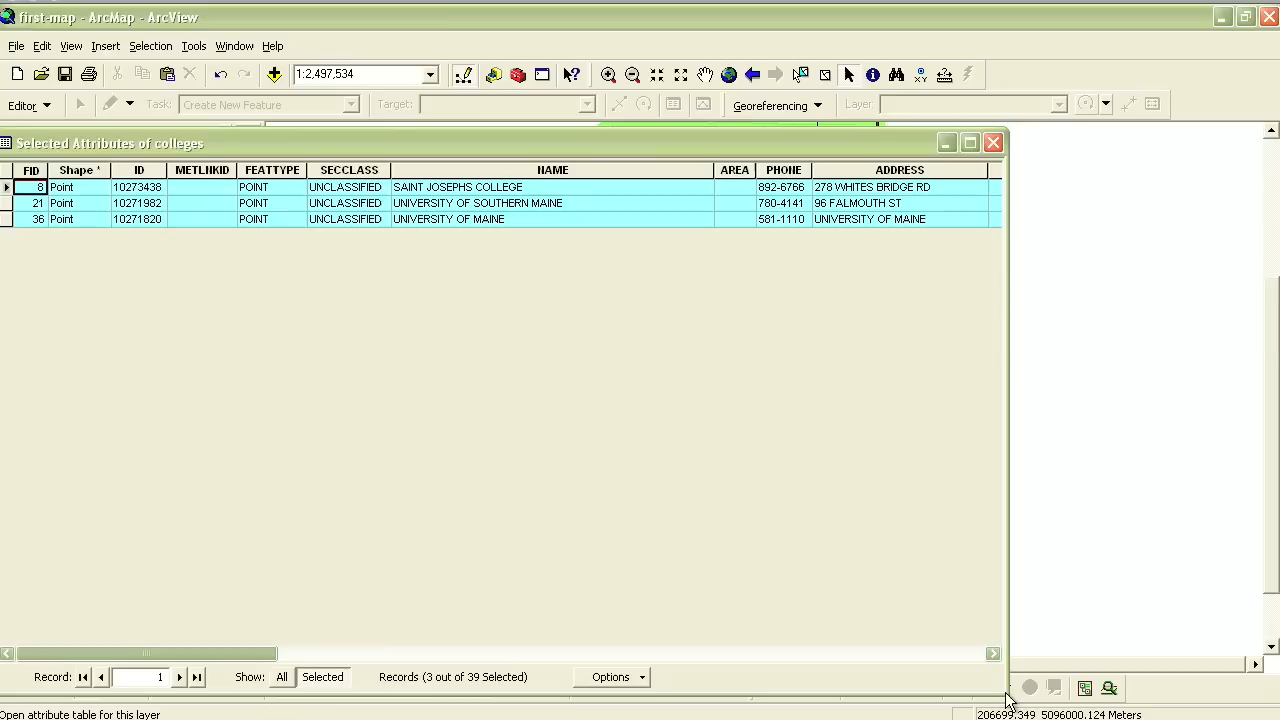 first-map - ArcMap - ArcView
File Edit View Insert Selection Tools Window Help
1:2,497,534
Editor Task: Create New Feature Target: Georeferencing Layer:
Selected Attributes of colleges
FID Shape * ID METLNKID FEATTYPE SECCLASS NAME AREA PHONE ADDRESS
8 Point 10273438 POINT UNCLASSIFIED SAINT JOSEPHS COLLEGE 892-6766 278 WHITES BRIDGE RD
21 Point 10271982 POINT UNCLASSIFIED UNIVERSITY OF SOUTHERN MAINE 780-4141 96 FALMOUTH ST
36 Point 10271820 POINT UNCLASSIFIED UNIVERSITY OF MAINE 581-1110 UNIVERSITY OF MAINE
Record: 1 Show: All Selected Records (3 out of 39 Selected) Options
Open attribute table for this layer 206699.349 5096000.124 Meters